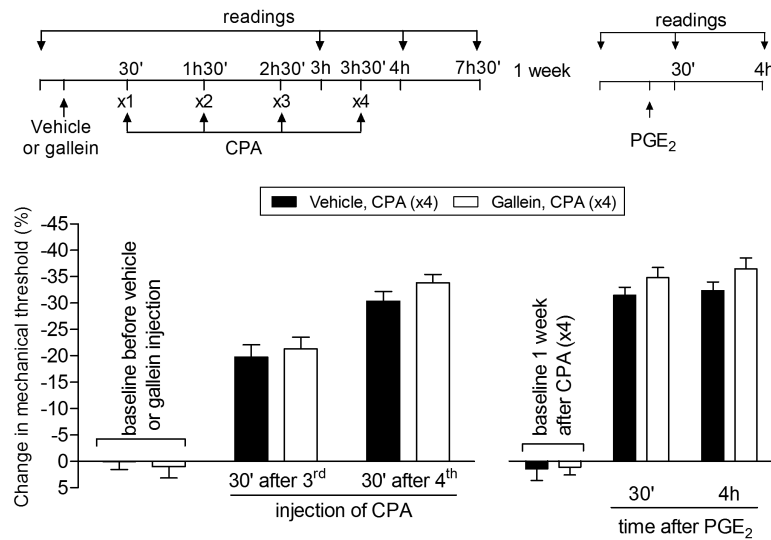 readings
readings
30' 1h30' 2h30' 3h 3h30' 4h 7h30' 1 week 30' 4h
x1 x2 x3 x4
Vehicle
or gallein
CPA
PGE2
Vehicle, CPA (x4) Gallein, CPA (x4)
Change in mechanical threshold (%)
-45
-40
-35
-30
-25
-20
-15
-10
-5
0
5
baseline before vehicle
or gallein injection
baseline 1 week
after CPA (x4)
30' after 3rd 30' after 4th
injection of CPA
30' 4h
time after PGE2